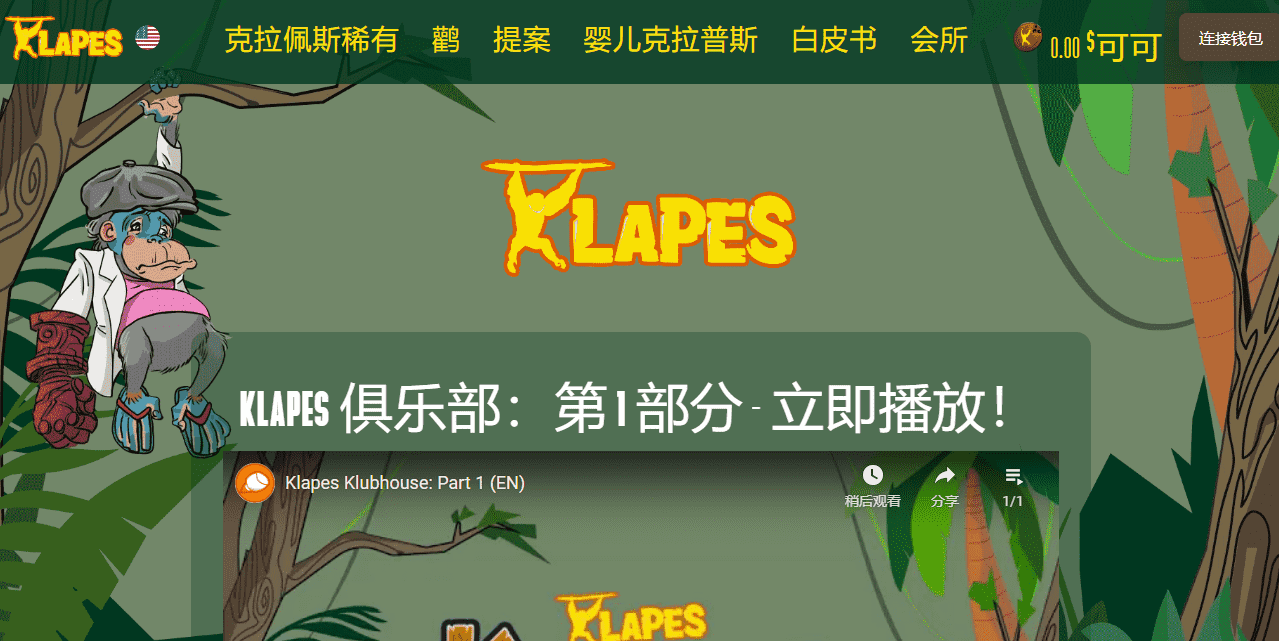 KLAPES
克拉佩斯稀有 鹳 提案 婴儿克拉普斯 白皮书 会所 0.00 $可可 连接钱包
KLAPES
KLAPES 俱乐部：第1部分 - 立即播放！
Klapes Klubhouse: Part 1 (EN)
稍后观看 分享 1/1
KLAPES